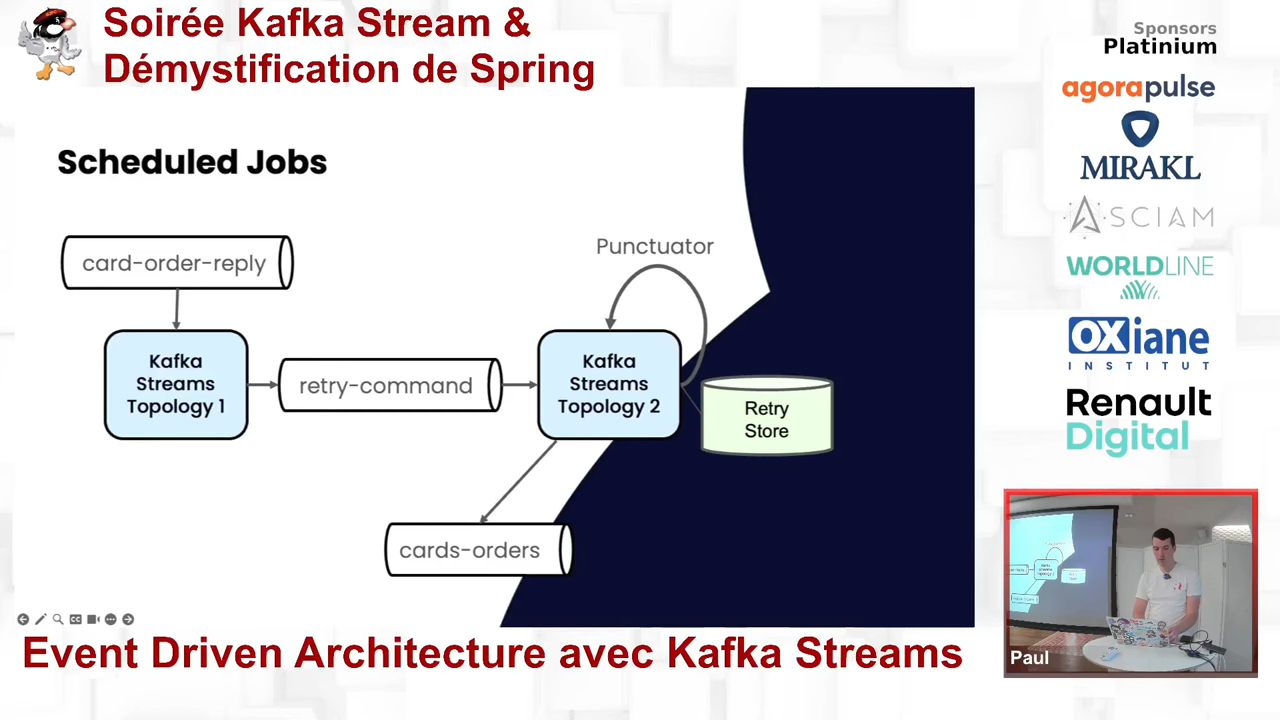 Soirée Kafka Stream &
Démystification de Spring
Sponsors
Platinium
agorapulse
MIRAKL
ASCIAM
WORLDLINE
OXiane
INSTITUT
Renault
Digital
Scheduled Jobs
card-order-reply
Punctuator
Kafka
Streams
Topology 1
retry-command
Kafka
Streams
Topology 2
Retry
Store
cards-orders
Event Driven Architecture avec Kafka Streams
Paul